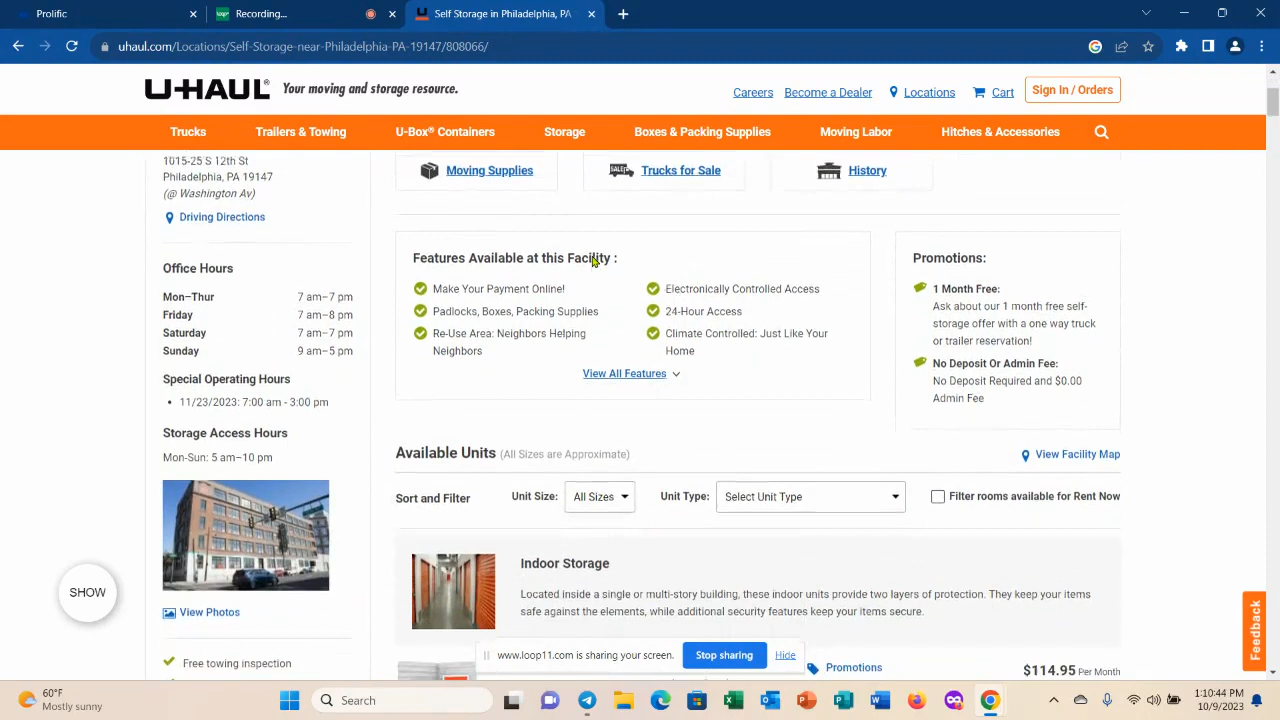 Prolific
Recording...
Self Storage in Philadelphia, PA
uhaul.com/Locations/Self-Storage-near-Philadelphia-PA-19147/808066/
U-HAUL® Your moving and storage resource.
Careers Become a Dealer Locations Cart Sign In / Orders
Trucks Trailers & Towing U-Box® Containers Storage Boxes & Packing Supplies Moving Labor Hitches & Accessories
1015-25 S 12th St
Philadelphia, PA 19147
(@ Washington Av)
Driving Directions
Office Hours
Mon–Thur 7 am–7 pm
Friday 7 am–8 pm
Saturday 7 am–7 pm
Sunday 9 am–5 pm
Special Operating Hours
• 11/23/2023: 7:00 am - 3:00 pm
Storage Access Hours
Mon-Sun: 5 am–10 pm
View Photos
Free towing inspection
SHOW
Moving Supplies Trucks for Sale History
Features Available at this Facility :
Make Your Payment Online!
Padlocks, Boxes, Packing Supplies
Re-Use Area: Neighbors Helping
Neighbors
Electronically Controlled Access
24-Hour Access
Climate Controlled: Just Like Your
Home
View All Features
Promotions:
1 Month Free:
Ask about our 1 month free self-
storage offer with a one way truck
or trailer reservation!
No Deposit Or Admin Fee:
No Deposit Required and $0.00
Admin Fee
Available Units (All Sizes are Approximate)
View Facility Map
Sort and Filter Unit Size: All Sizes Unit Type: Select Unit Type Filter rooms available for Rent Now
Indoor Storage
Located inside a single or multi-story building, these indoor units provide two layers of protection. They keep your items
safe against the elements, while additional security features keep your items secure.
Promotions
$114.95 Per Month
www.loop11.com is sharing your screen. Stop sharing Hide
Feedback
60°F
Mostly sunny
Search
1:10:44 PM
10/9/2023